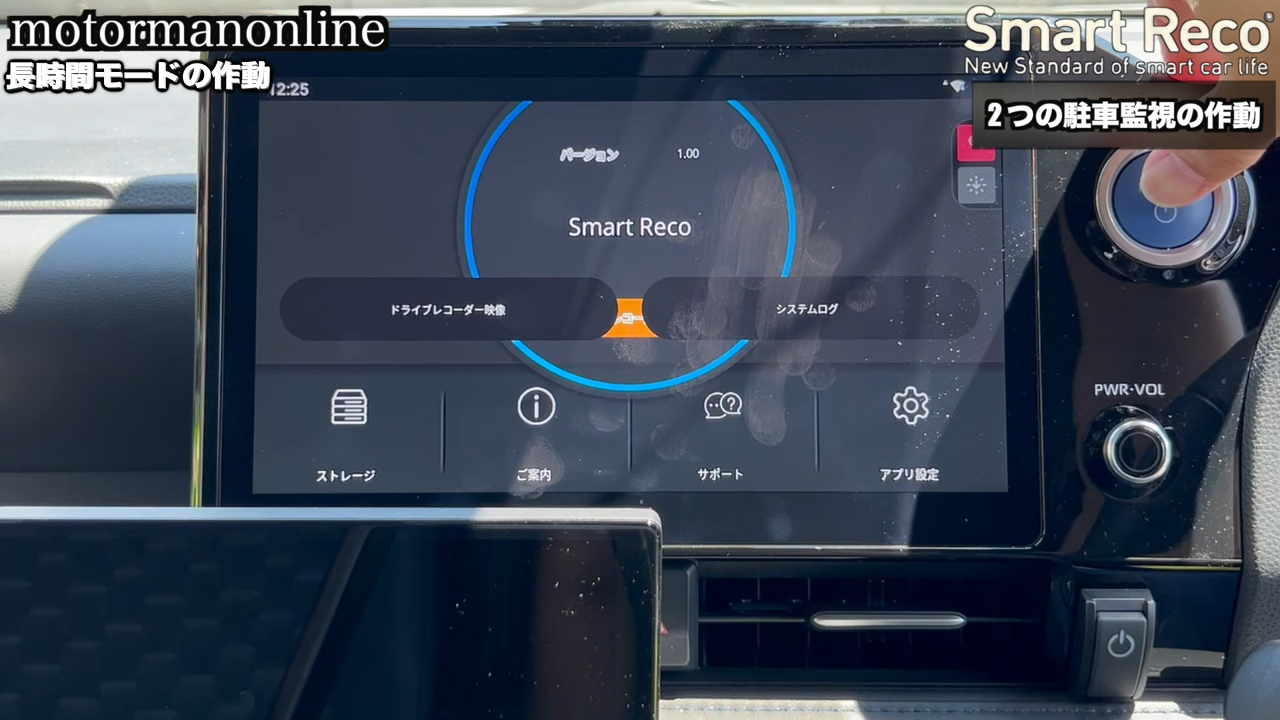 motormanonline
長時間モードの作動
Smart Reco
New Standard of smart car life
2つの駐車監視の作動
12:25
バージョン 1.00
Smart Reco
ドライブレコーダー映像
システムログ
ストレージ
ご案内
サポート
アプリ設定
PWR·VOL